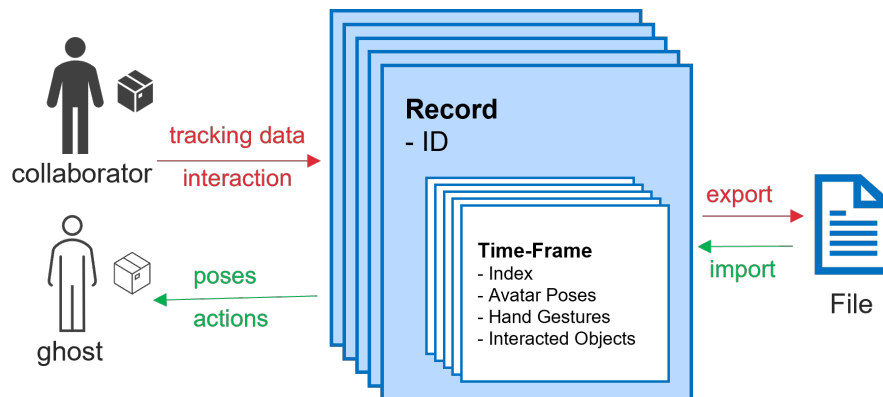 collaborator
tracking data
interaction
ghost
poses
actions
Record
- ID
Time-Frame
- Index
- Avatar Poses
- Hand Gestures
- Interacted Objects
export
import
File